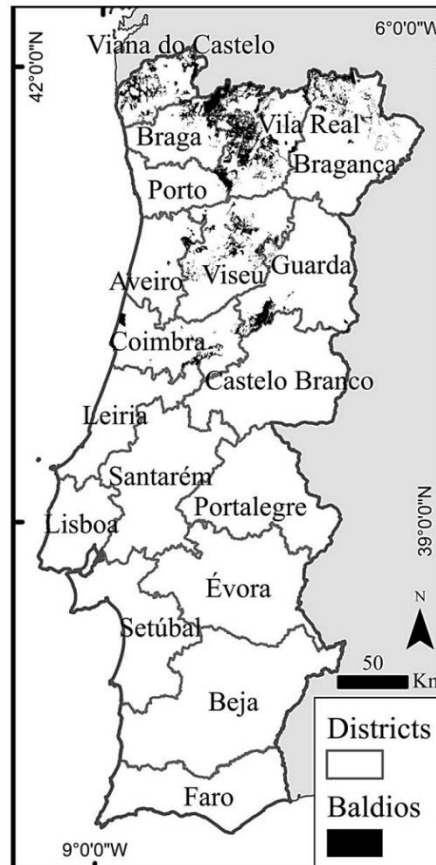 6°0'0"W
Viana do Castelo
42°0'0"N
Braga
Vila Real
Bragança
Porto
Aveiro
Viseu
Guarda
Coimbra
Castelo Branco
Leiria
Santarém
Portalegre
Lisboa
39°0'0"N
Évora
N
Setúbal
50
Km
Beja
Districts
Baldios
Faro
9°0'0"W